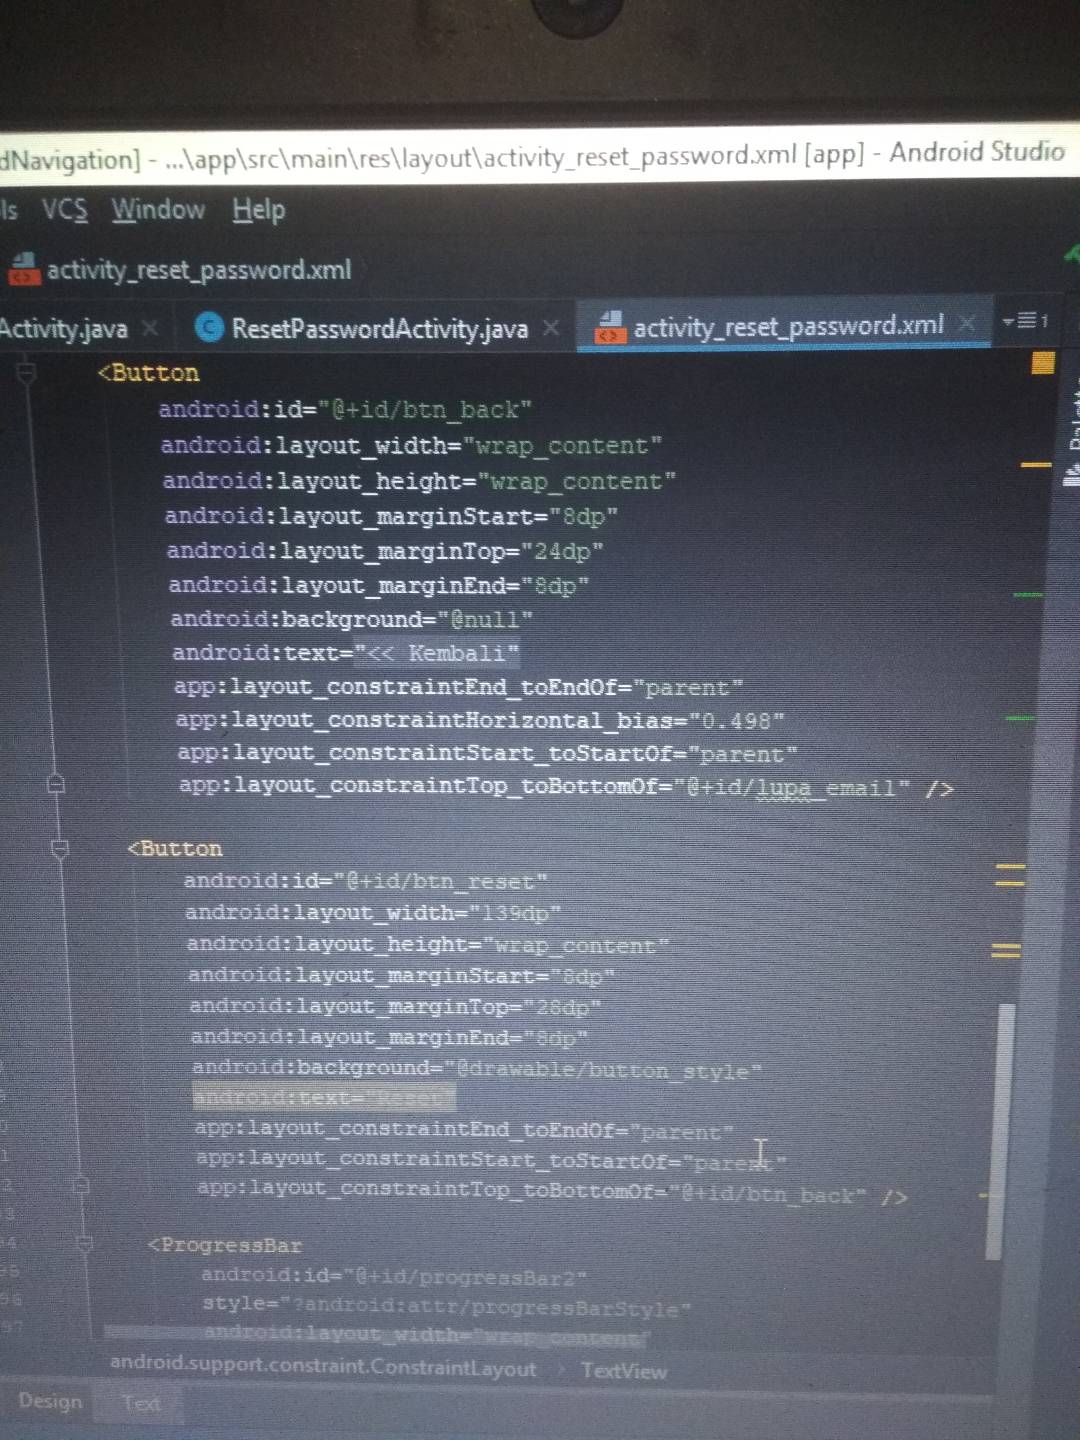 dNavigation] - ...\app\src\main\res\layout\activity_reset_password.xml [app] - Android Studio
ls VCS Window Help
activity_reset_password.xml
Activity.java ResetPasswordActivity.java activity_reset_password.xml 1
<Button
android:id="@+id/btn_back"
android:layout_width="wrap_content"
android:layout_height="wrap_content"
android:layout_marginStart="8dp"
android:layout_marginTop="24dp"
android:layout_marginEnd="8dp"
android:background="@null"
android:text="<< Kembali"
app:layout_constraintEnd_toEndOf="parent"
app:layout_constraintHorizontal_bias="0.498"
app:layout_constraintStart_toStartOf="parent"
app:layout_constraintTop_toBottomOf="@+id/lupa_email" />
<Button
android:id="@+id/btn_reset"
android:layout_width="139dp"
android:layout_height="wrap_content"
android:layout_marginStart="8dp"
android:layout_marginTop="28dp"
android:layout_marginEnd="8dp"
android:background="@drawable/button_style"
android:text="Reset"
app:layout_constraintEnd_toEndOf="parent"
app:layout_constraintStart_toStartOf="parent"
app:layout_constraintTop_toBottomOf="@+id/btn_back" />
<ProgressBar
android:id="@+id/progressBar2"
96 style="?android:attr/progressBarStyle"
97 android:layout_width="wrap_content"
android.support.constraint.ConstraintLayout TextView
Design Text